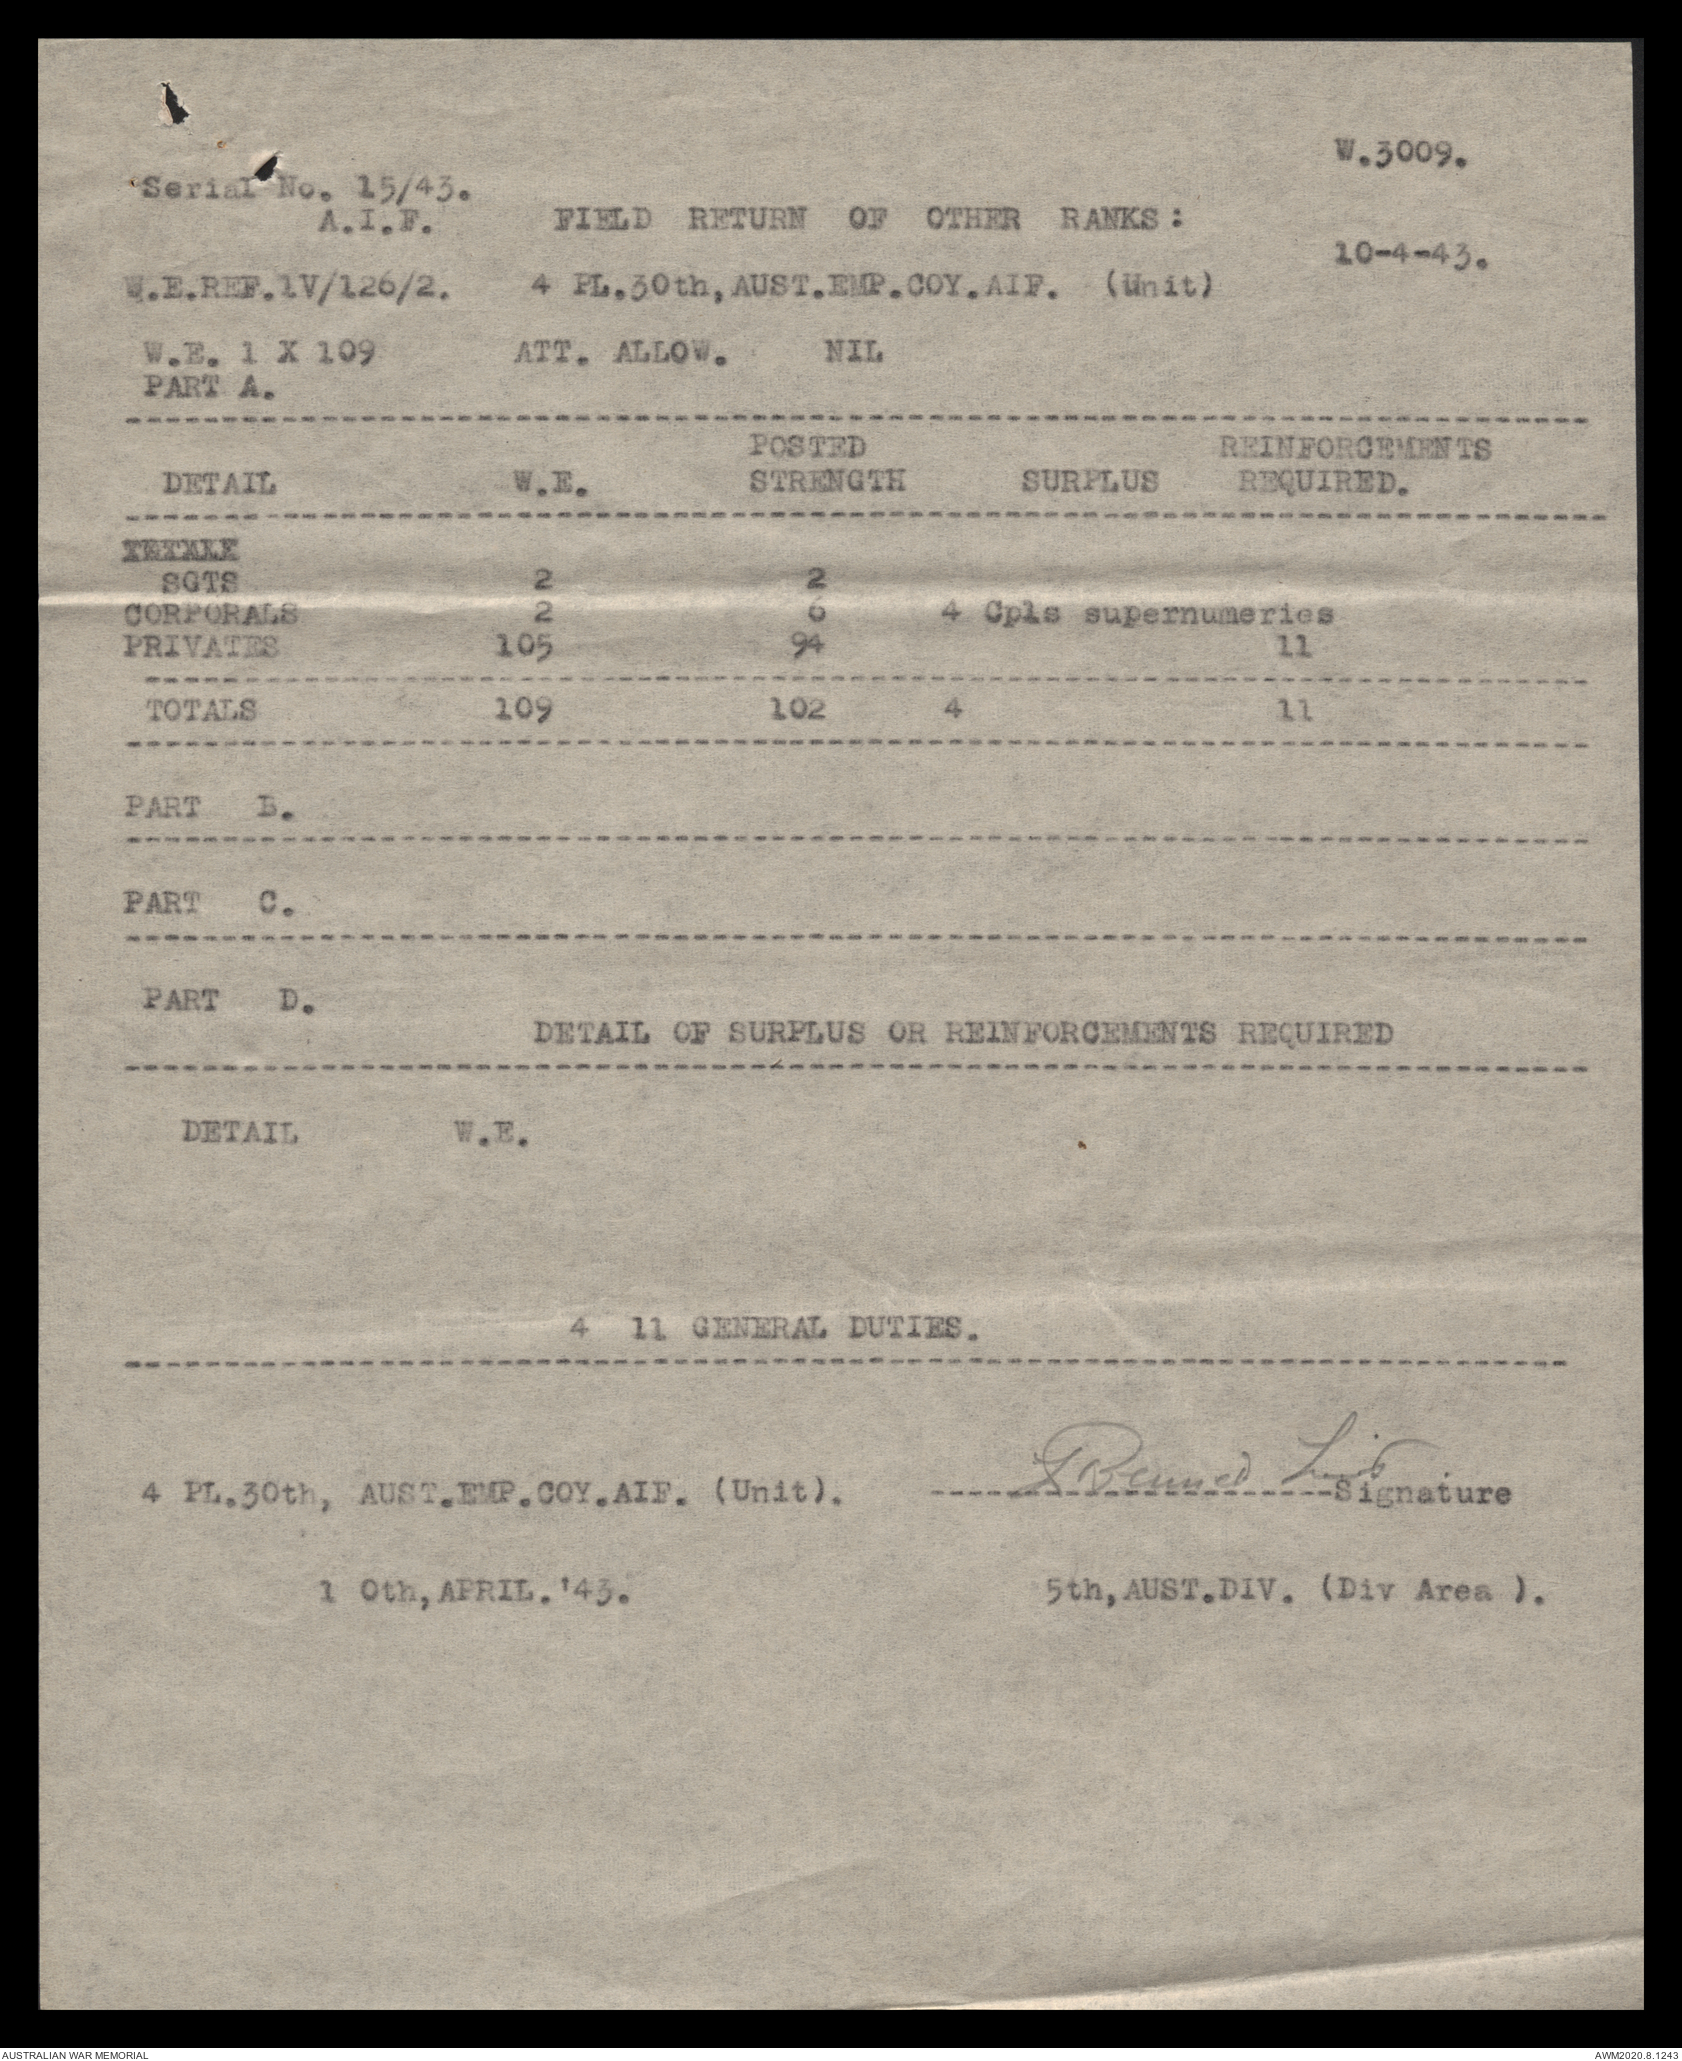 W.3009.
Serial No. 15/43.
A.I.F. FIELD RETURN OF OTHER RANKS:
10-4-43.
W.E.REF.1V/126/2. 4 PL.30th,AUST.EMP.COY.AIF. (Unit)
W.E. 1 X 109 ATT. ALLOW. NIL
PART A.
POSTED REINFORCEMENTS
DETAIL W.E. STRENGTH SURPLUS REQUIRED.
SGTS 2 2
CORPORALS 2 6 4 Cpls supernumeries
PRIVATES 105 94 11
TOTALS 109 102 4 11
PART B.
PART C.
PART D.
DETAIL OF SURPLUS OR REINFORCEMENTS REQUIRED
DETAIL W.E.
4 11 GENERAL DUTIES.
4 PL.30th, AUST.EMP.COY.AIF. (Unit). Signature
1 0th,APRIL.'43. 5th,AUST.DIV. (Div Area ).
AUSTRALIAN WAR MEMORIAL AWM2020.8.1243